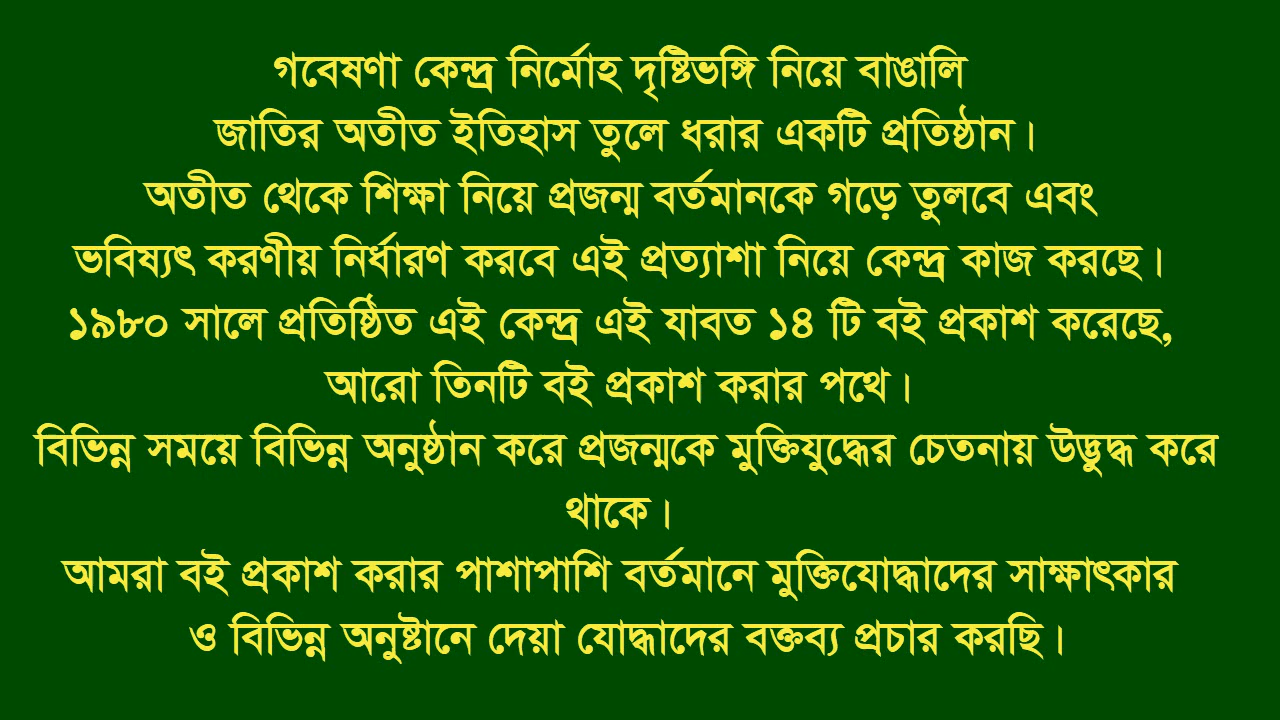 গবেষণা কেন্দ্র নির্মোহ দৃষ্টিভঙ্গি নিয়ে বাঙালি
জাতির অতীত ইতিহাস তুলে ধরার একটি প্রতিষ্ঠান।
অতীত থেকে শিক্ষা নিয়ে প্রজন্ম বর্তমানকে গড়ে তুলবে এবং
ভবিষ্যৎ করণীয় নির্ধারণ করবে এই প্রত্যাশা নিয়ে কেন্দ্র কাজ করছে।
১৯৮০ সালে প্রতিষ্ঠিত এই কেন্দ্র এই যাবত ১৪ টি বই প্রকাশ করেছে,
আরো তিনটি বই প্রকাশ করার পথে।
বিভিন্ন সময়ে বিভিন্ন অনুষ্ঠান করে প্রজন্মকে মুক্তিযুদ্ধের চেতনায় উদ্ভুদ্ধ করে
থাকে।
আমরা বই প্রকাশ করার পাশাপাশি বর্তমানে মুক্তিযোদ্ধাদের সাক্ষাৎকার
ও বিভিন্ন অনুষ্টানে দেয়া যোদ্ধাদের বক্তব্য প্রচার করছি।